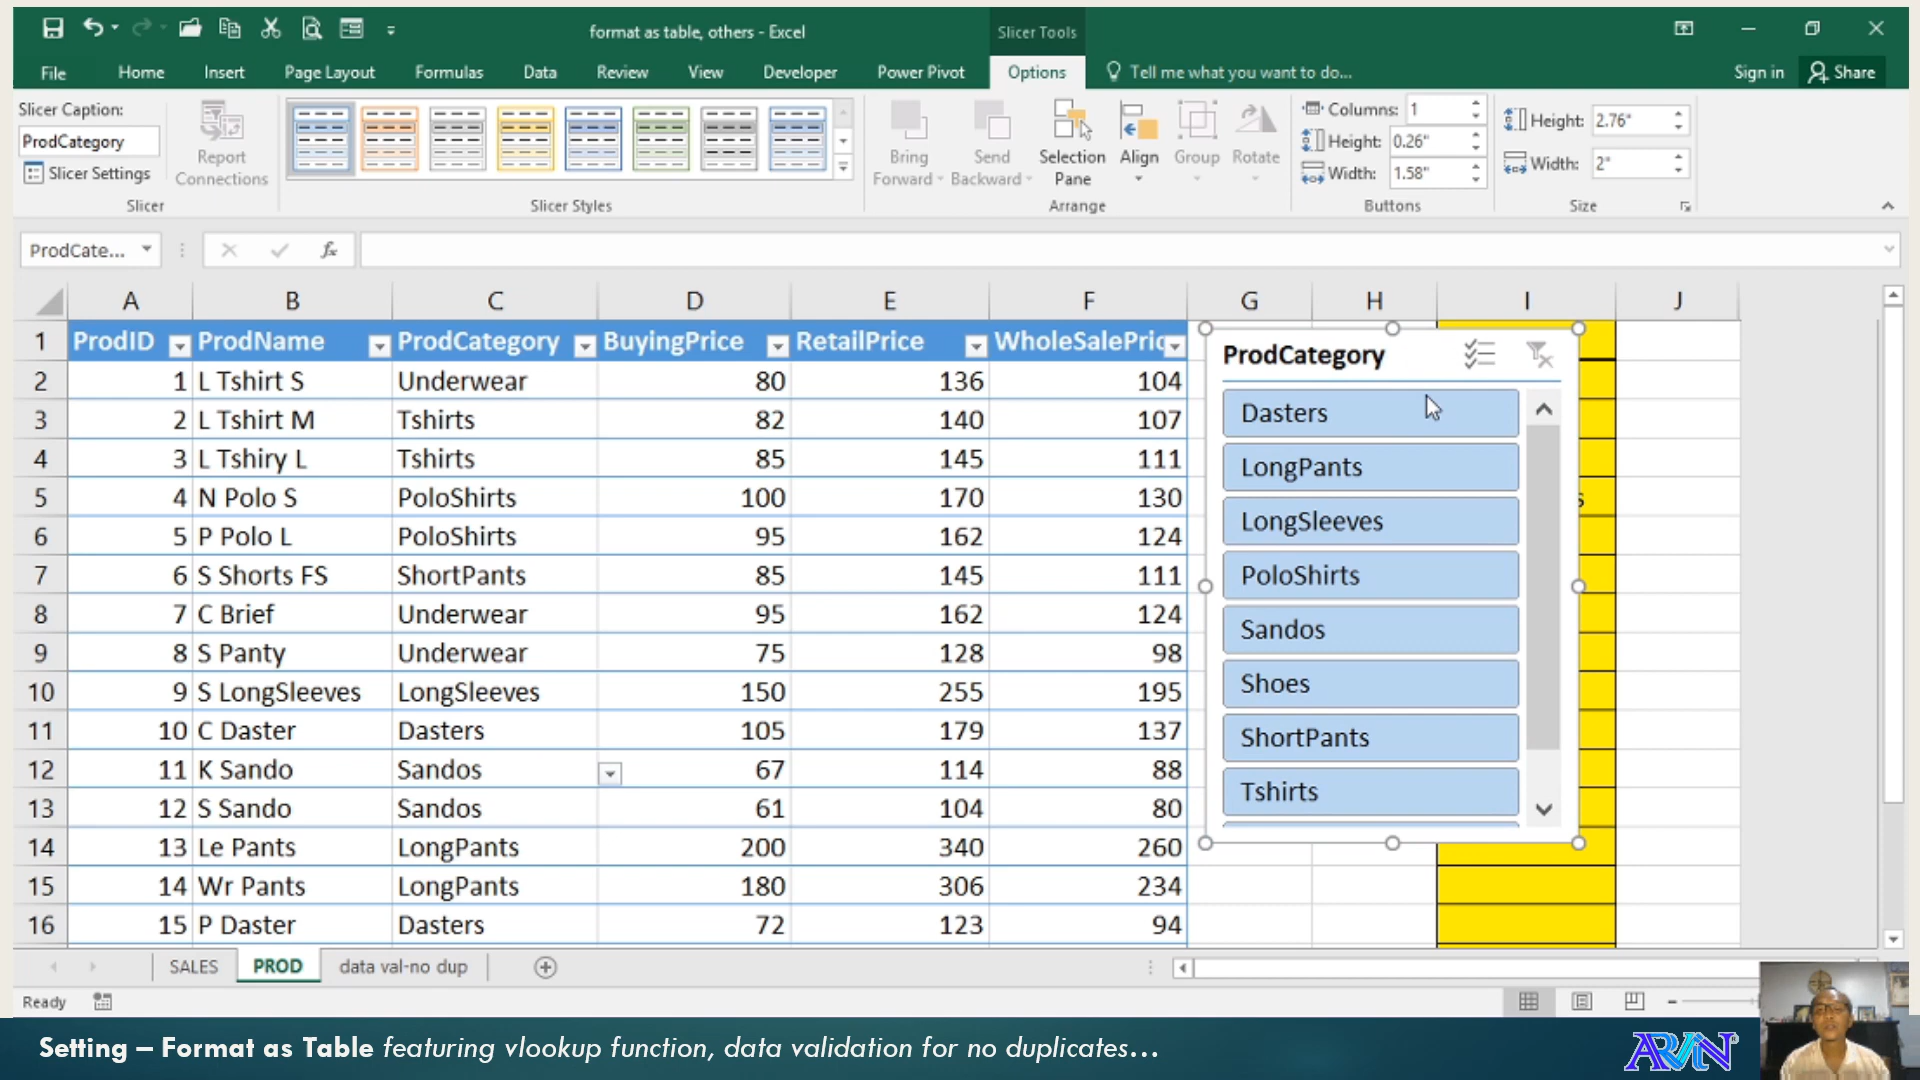 format as table, others - Excel
Slicer Tools
File Home Insert Page Layout Formulas Data Review View Developer Power Pivot Options Tell me what you want to do... Sign in Share
Slicer Caption:
ProdCategory
Slicer Settings
Report Connections
Slicer
Slicer Styles
Bring Forward
Send Backward
Selection Pane
Align
Group
Rotate
Arrange
Columns: 1
Height: 0.26"
Width: 1.58"
Buttons
Height: 2.76"
Width: 2"
Size
ProdCate... fx
A B C D E F G H I J
1 ProdID ProdName ProdCategory BuyingPrice RetailPrice WholeSalePric
2 1 L Tshirt S Underwear 80 136 104
3 2 L Tshirt M Tshirts 82 140 107
4 3 L Tshiry L Tshirts 85 145 111
5 4 N Polo S PoloShirts 100 170 130 s
6 5 P Polo L PoloShirts 95 162 124
7 6 S Shorts FS ShortPants 85 145 111
8 7 C Brief Underwear 95 162 124
9 8 S Panty Underwear 75 128 98
10 9 S LongSleeves LongSleeves 150 255 195
11 10 C Daster Dasters 105 179 137
12 11 K Sando Sandos 67 114 88
13 12 S Sando Sandos 61 104 80
14 13 Le Pants LongPants 200 340 260
15 14 Wr Pants LongPants 180 306 234
16 15 P Daster Dasters 72 123 94
ProdCategory
Dasters
LongPants
LongSleeves
PoloShirts
Sandos
Shoes
ShortPants
Tshirts
SALES PROD data val-no dup
Ready
Setting – Format as Table featuring vlookup function, data validation for no duplicates...
ARVIN